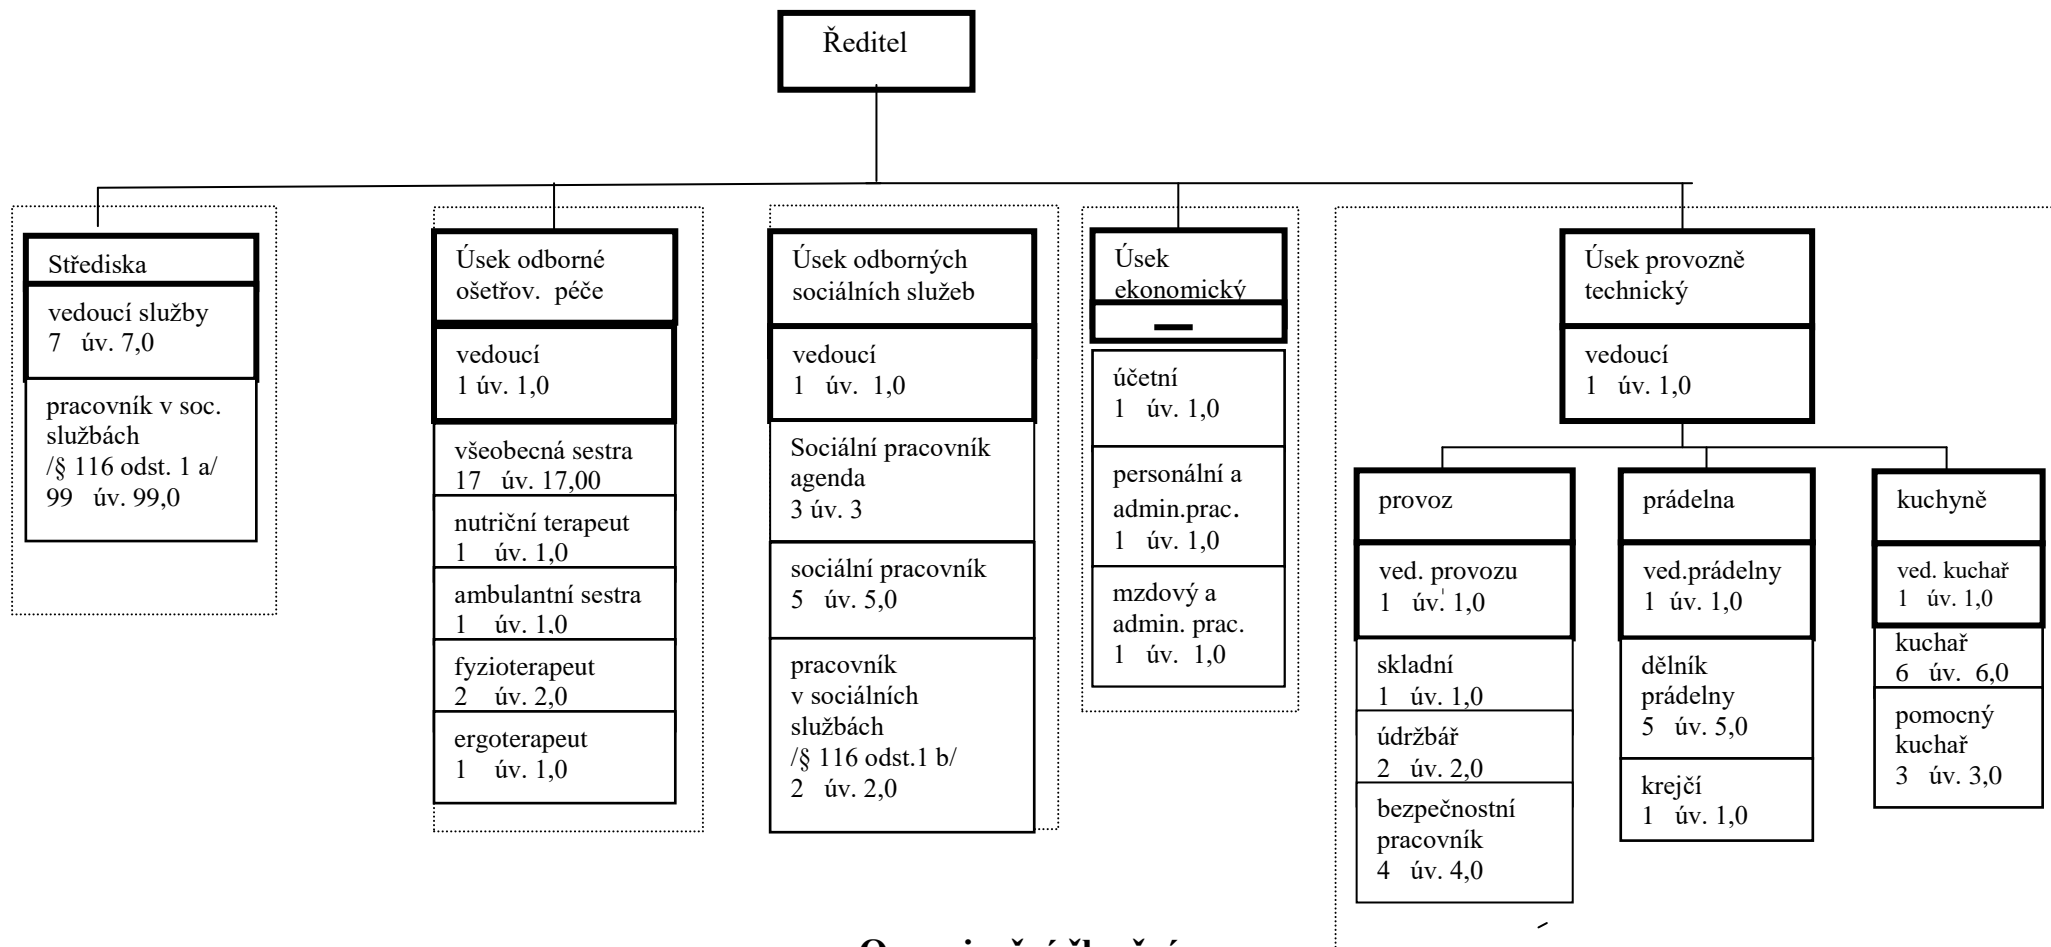 Ředitel
Střediska
vedoucí služby
7 úv. 7,0
pracovník v soc.
službách
/§ 116 odst. 1 a/
99 úv. 99,0
Úsek odborné
ošetřov. péče
vedoucí
1 úv. 1,0
všeobecná sestra
17 úv. 17,00
nutriční terapeut
1 úv. 1,0
ambulantní sestra
1 úv. 1,0
fyzioterapeut
2 úv. 2,0
ergoterapeut
1 úv. 1,0
Úsek odborných
sociálních služeb
vedoucí
1 úv. 1,0
Sociální pracovník
agenda
3 úv. 3
sociální pracovník
5 úv. 5,0
pracovník
v sociálních
službách
/§ 116 odst.1 b/
2 úv. 2,0
Úsek
ekonomický
účetní
1 úv. 1,0
personální a
admin.prac.
1 úv. 1,0
mzdový a
admin. prac.
1 úv. 1,0
Úsek provozně
technický
vedoucí
1 úv. 1,0
provoz
ved. provozu
1 úv. 1,0
skladní
1 úv. 1,0
údržbář
2 úv. 2,0
bezpečnostní
pracovník
4 úv. 4,0
prádelna
ved.prádelny
1 úv. 1,0
dělník
prádelny
5 úv. 5,0
krejčí
1 úv. 1,0
kuchyně
ved. kuchař
1 úv. 1,0
kuchař
6 úv. 6,0
pomocný
kuchař
3 úv. 3,0